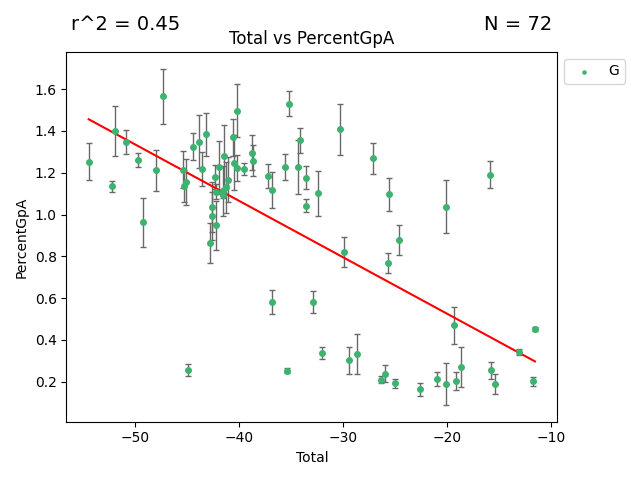 r^2 = 0.45
N = 72
Total vs PercentGpA
G
PercentGpA
1.6
1.4
1.2
1.0
0.8
0.6
0.4
0.2
−50
−40
−30
−20
−10
Total